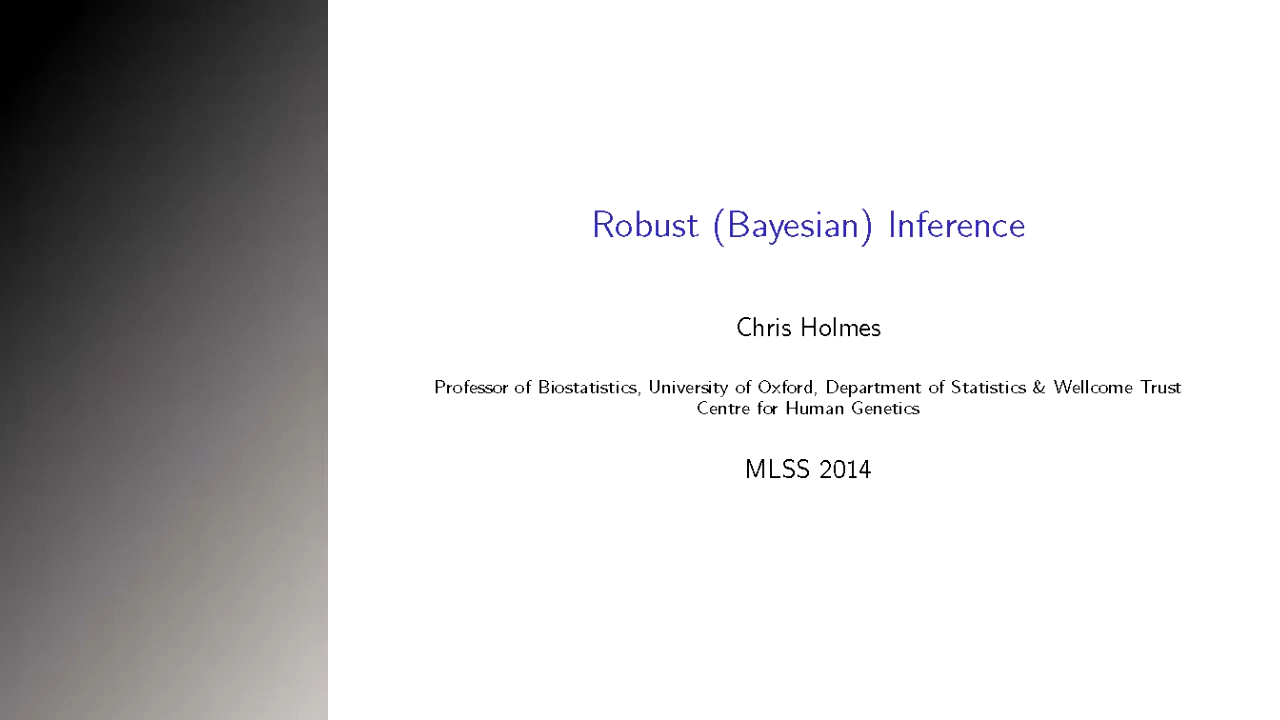 Robust (Bayesian) Inference
Chris Holmes
Professor of Biostatistics, University of Oxford, Department of Statistics & Wellcome Trust
Centre for Human Genetics
MLSS 2014